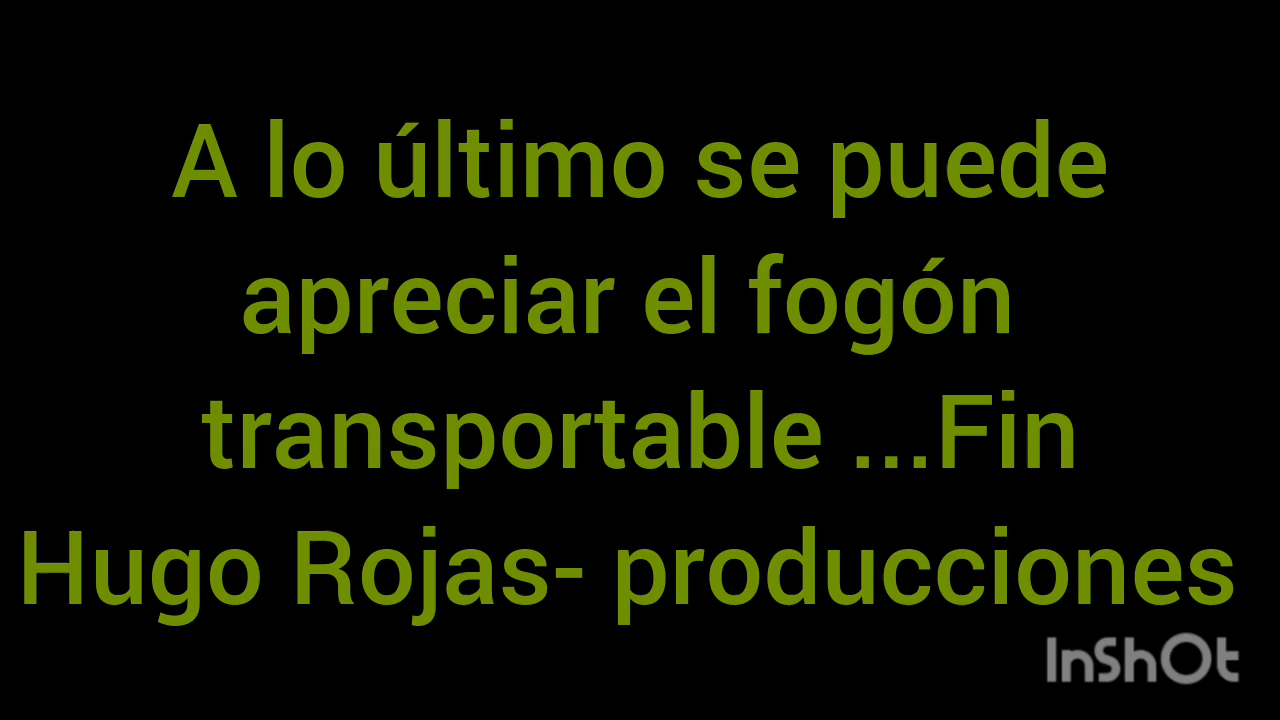 A lo último se puede
apreciar el fogón
transportable ...Fin
Hugo Rojas- producciones
InShOt